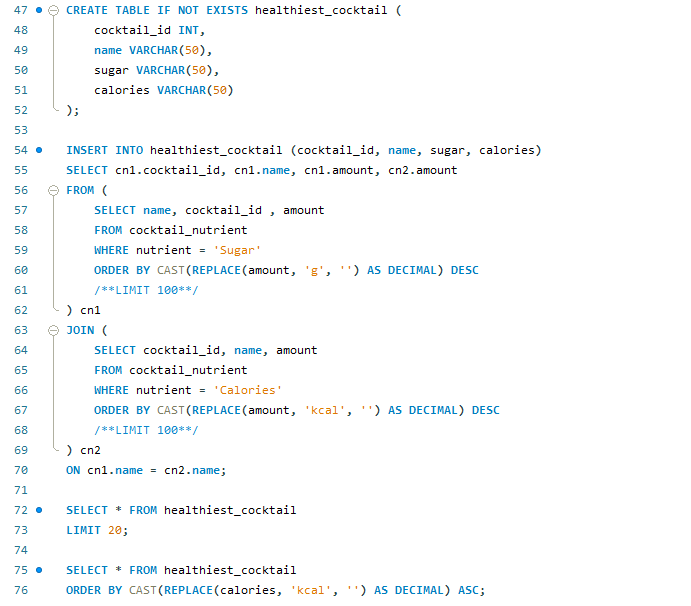 47 CREATE TABLE IF NOT EXISTS healthiest_cocktail (
48 cocktail_id INT,
49 name VARCHAR(50),
50 sugar VARCHAR(50),
51 calories VARCHAR(50)
52 );
53
54 INSERT INTO healthiest_cocktail (cocktail_id, name, sugar, calories)
55 SELECT cn1.cocktail_id, cn1.name, cn1.amount, cn2.amount
56 FROM (
57 SELECT name, cocktail_id , amount
58 FROM cocktail_nutrient
59 WHERE nutrient = 'Sugar'
60 ORDER BY CAST(REPLACE(amount, 'g', '') AS DECIMAL) DESC
61 /**LIMIT 100**/
62 ) cn1
63 JOIN (
64 SELECT cocktail_id, name, amount
65 FROM cocktail_nutrient
66 WHERE nutrient = 'Calories'
67 ORDER BY CAST(REPLACE(amount, 'kcal', '') AS DECIMAL) DESC
68 /**LIMIT 100**/
69 ) cn2
70 ON cn1.name = cn2.name;
71
72 SELECT * FROM healthiest_cocktail
73 LIMIT 20;
74
75 SELECT * FROM healthiest_cocktail
76 ORDER BY CAST(REPLACE(calories, 'kcal', '') AS DECIMAL) ASC;